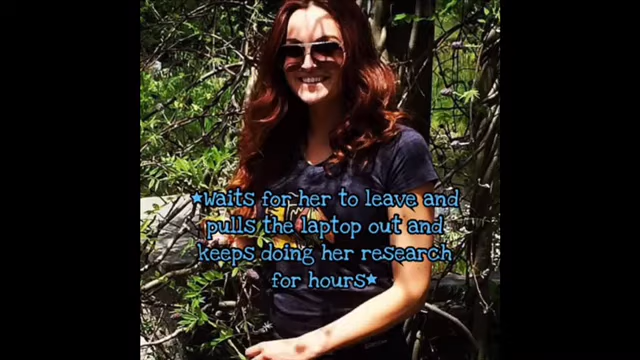 *Waits for her to leave and
pulls the laptop out and
keeps doing her research
for hours*